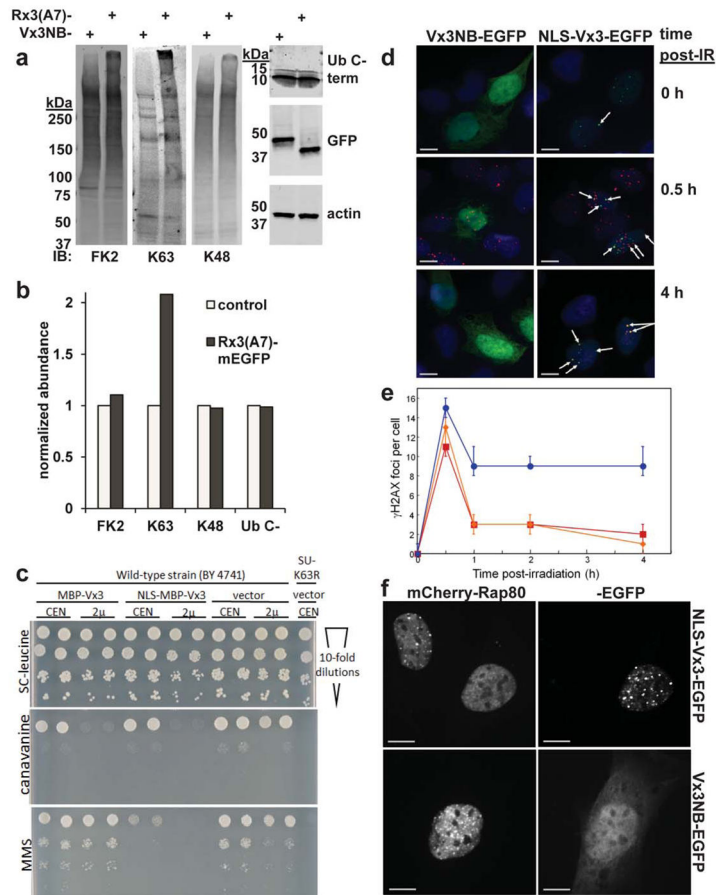 Rx3(A7)- + +
Vx3NB- + +
a
kDa
250
150
100
75
50
37
IB: FK2 K63 K48
kDa
15
10
Ub C-
term
50
37
GFP
50
37
actin
b
normalized abundance
2
1.5
1
0.5
0
control
Rx3(A7)-
mEGFP
FK2 K63 K48 Ub C-
c
Wild-type strain (BY 4741)
SU-
K63R
MBP-Vx3 NLS-MBP-Vx3 vector vector
CEN 2μ CEN 2μ CEN 2μ CEN
SC-leucine
10-fold
dilutions
canavanine
MMS
d
Vx3NB-EGFP NLS-Vx3-EGFP
time
post-IR
0 h
0.5 h
4 h
e
γH2AX foci per cell
16
14
12
10
8
6
4
2
0
0 1 2 3 4
Time post-irradiation (h)
f
mCherry-Rap80 -EGFP
NLS-Vx3-EGFP
Vx3NB-EGFP